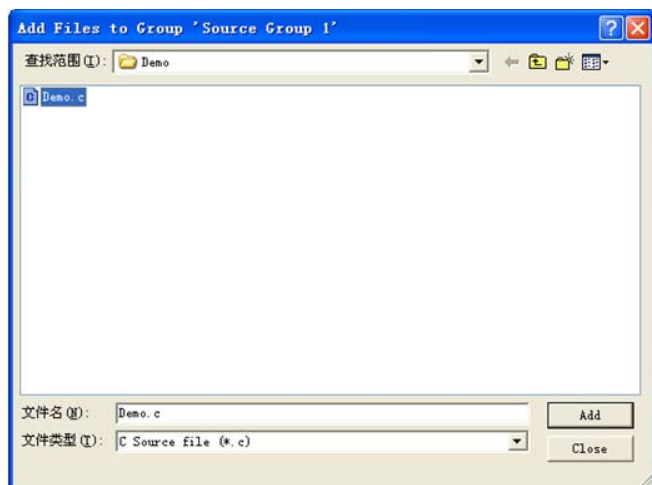 Add Files to Group 'Source Group 1'
查找范围(I): Demo
Demo.c
文件名(N): Demo.c
Add
文件类型(T): C Source file (*.c)
Close